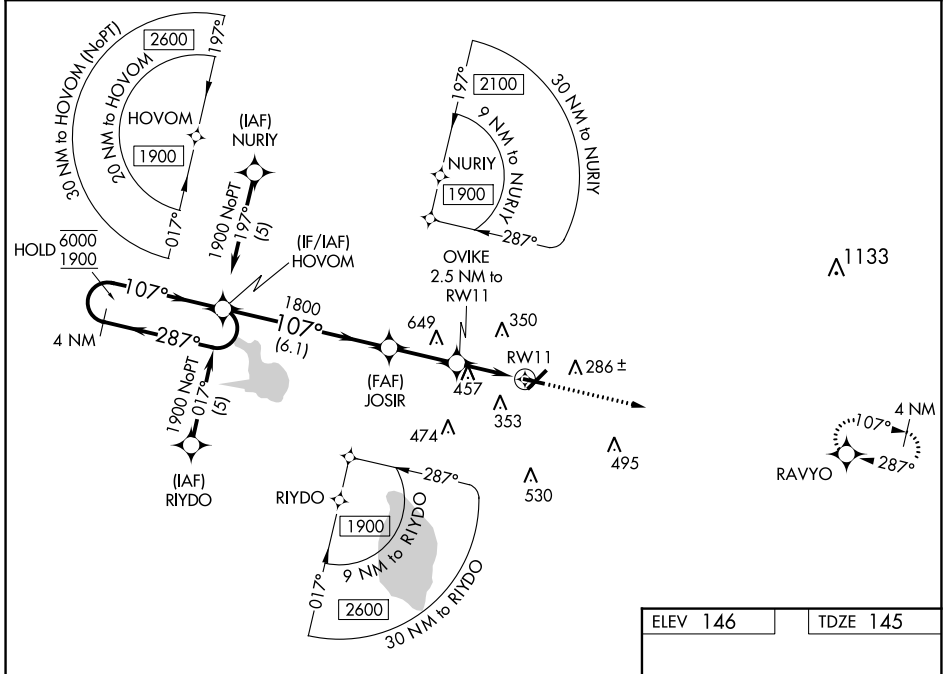 30 NM to HOVOM (NoPT)
2600
197°
20 NM to HOVOM
HOVOM
1900
017°
(IAF)
NURIY
1900 NoPT
197°
(5)
2100
197°
30 NM to NURIY
9 NM to NURIY
NURIY
1900
287°
HOLD 6000
1900
(IF/IAF)
HOVOM
OVIKE
2.5 NM to
RW11
1133
107°
1800
107°
(6.1)
649
350
4 NM
287°
RW11
286 ±
(FAF)
JOSIR
457
1900 NoPT
017°
(5)
353
474
495
4 NM
107°
287°
RAVYO
(IAF)
RIYDO
530
287°
RIYDO
1900
9 NM to RIYDO
017°
2600
30 NM to RIYDO
ELEV 146
TDZE 145